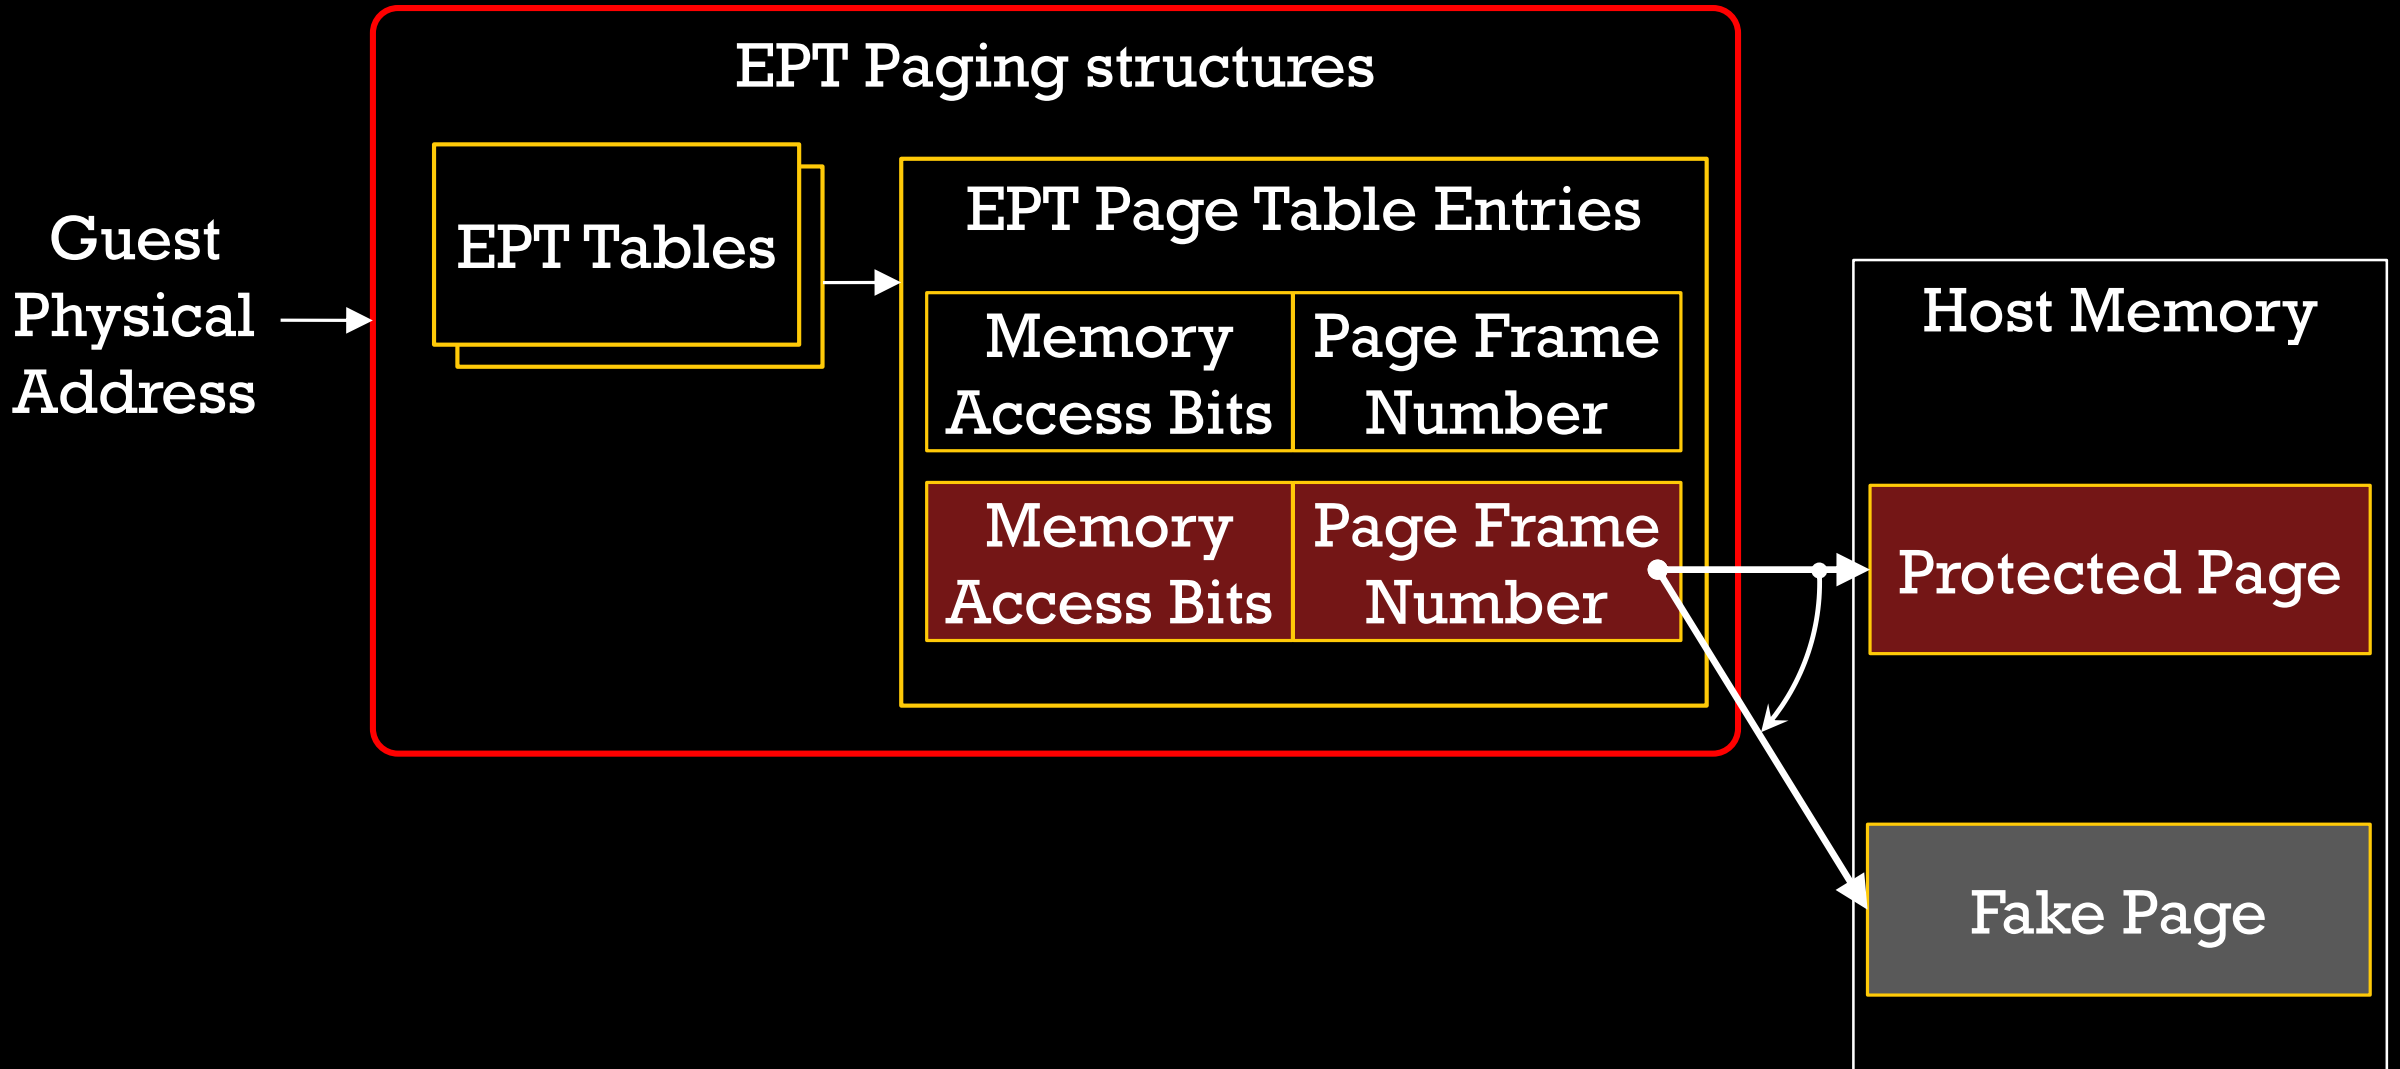 EPT Paging structures
Guest
Physical
Address
EPT Tables
EPT Page Table Entries
Memory
Access Bits
Page Frame
Number
Memory
Access Bits
Page Frame
Number
Host Memory
Protected Page
Fake Page